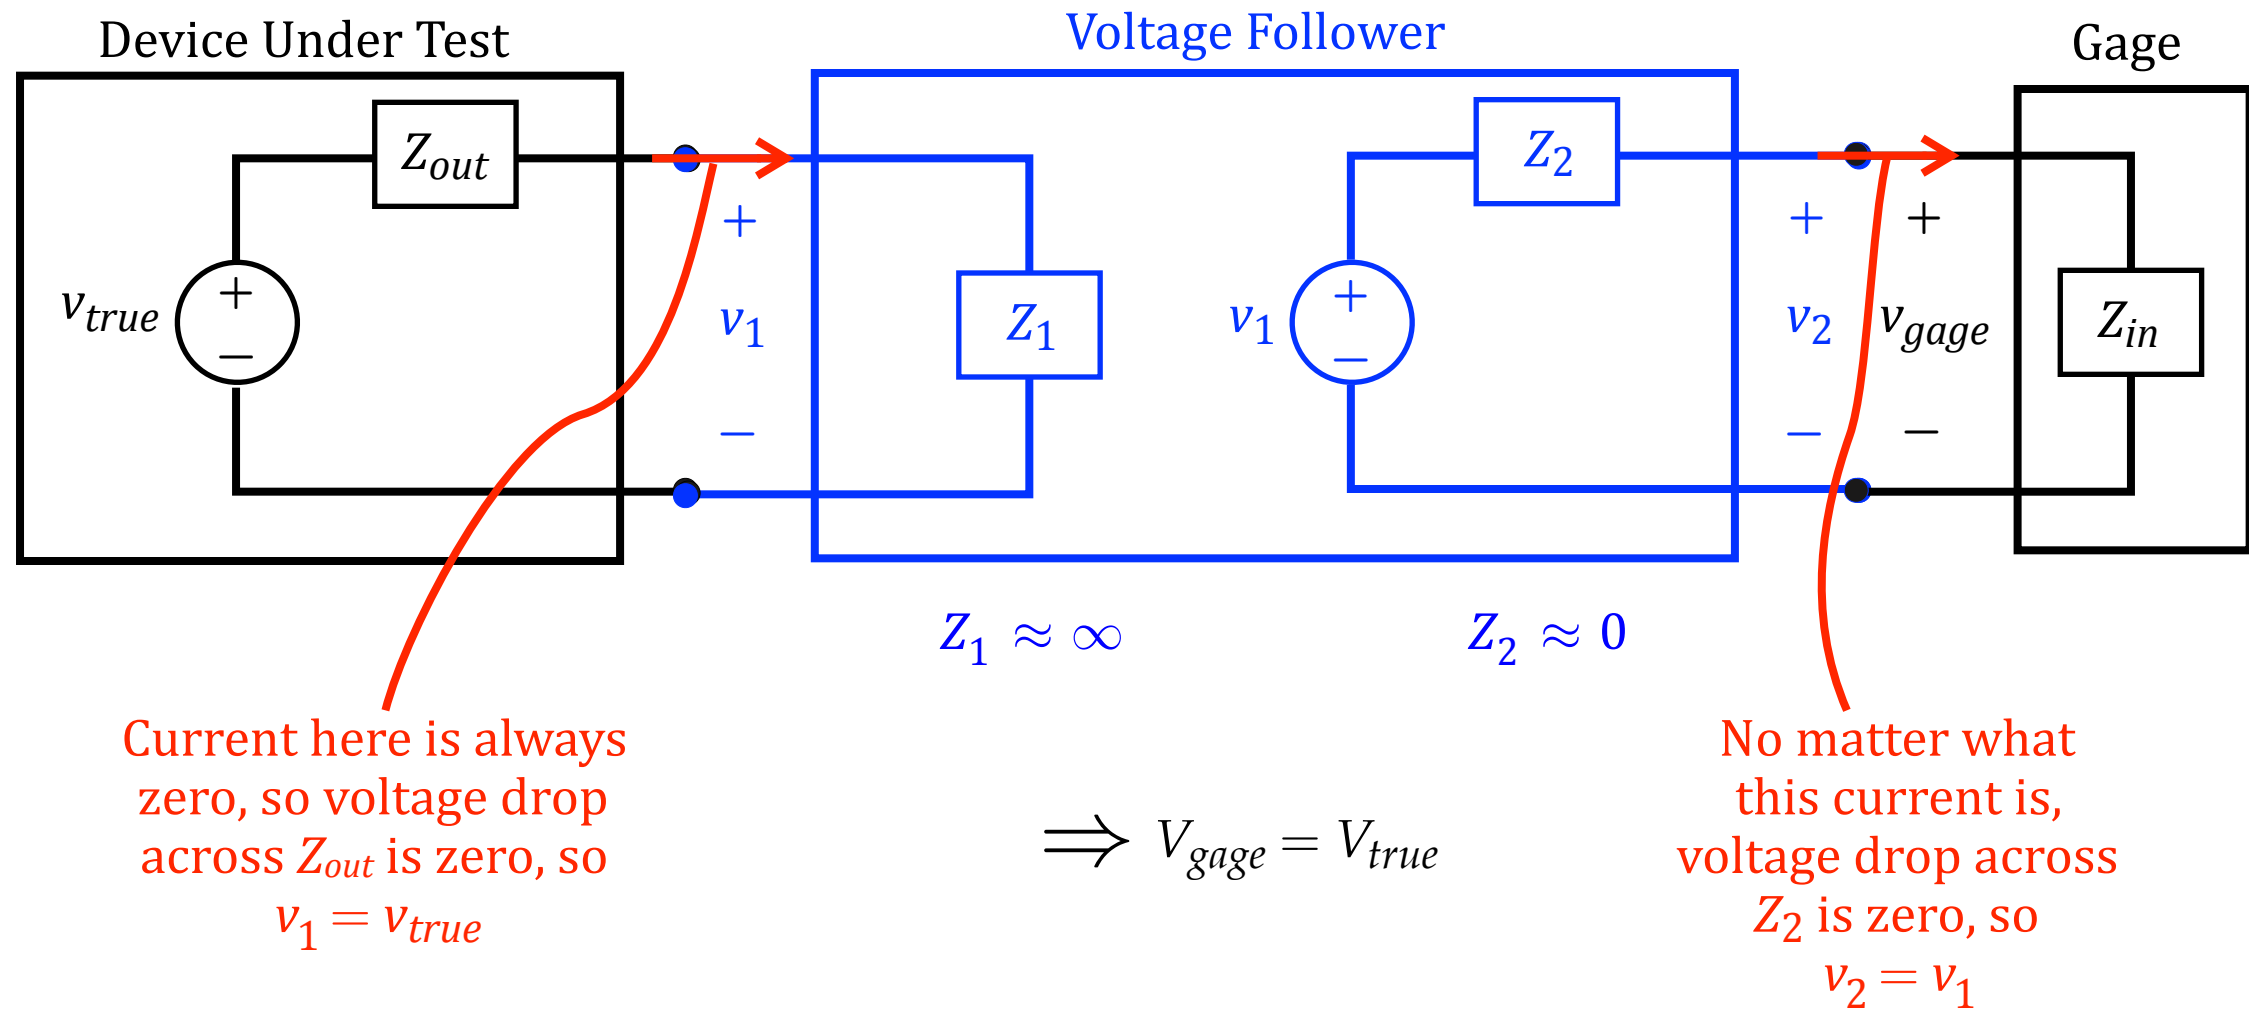 Device Under Test
Voltage Follower
Gage
Z_out
Z_2
+
+
+
v_true
+
−
v_1
Z_1
v_1
+
−
v_2
v_gage
Z_in
−
−
−
Z_1 ≈ ∞
Z_2 ≈ 0
Current here is always
zero, so voltage drop
across Z_out is zero, so
v_1 = v_true
⇒ V_gage = V_true
No matter what
this current is,
voltage drop across
Z_2 is zero, so
v_2 = v_1